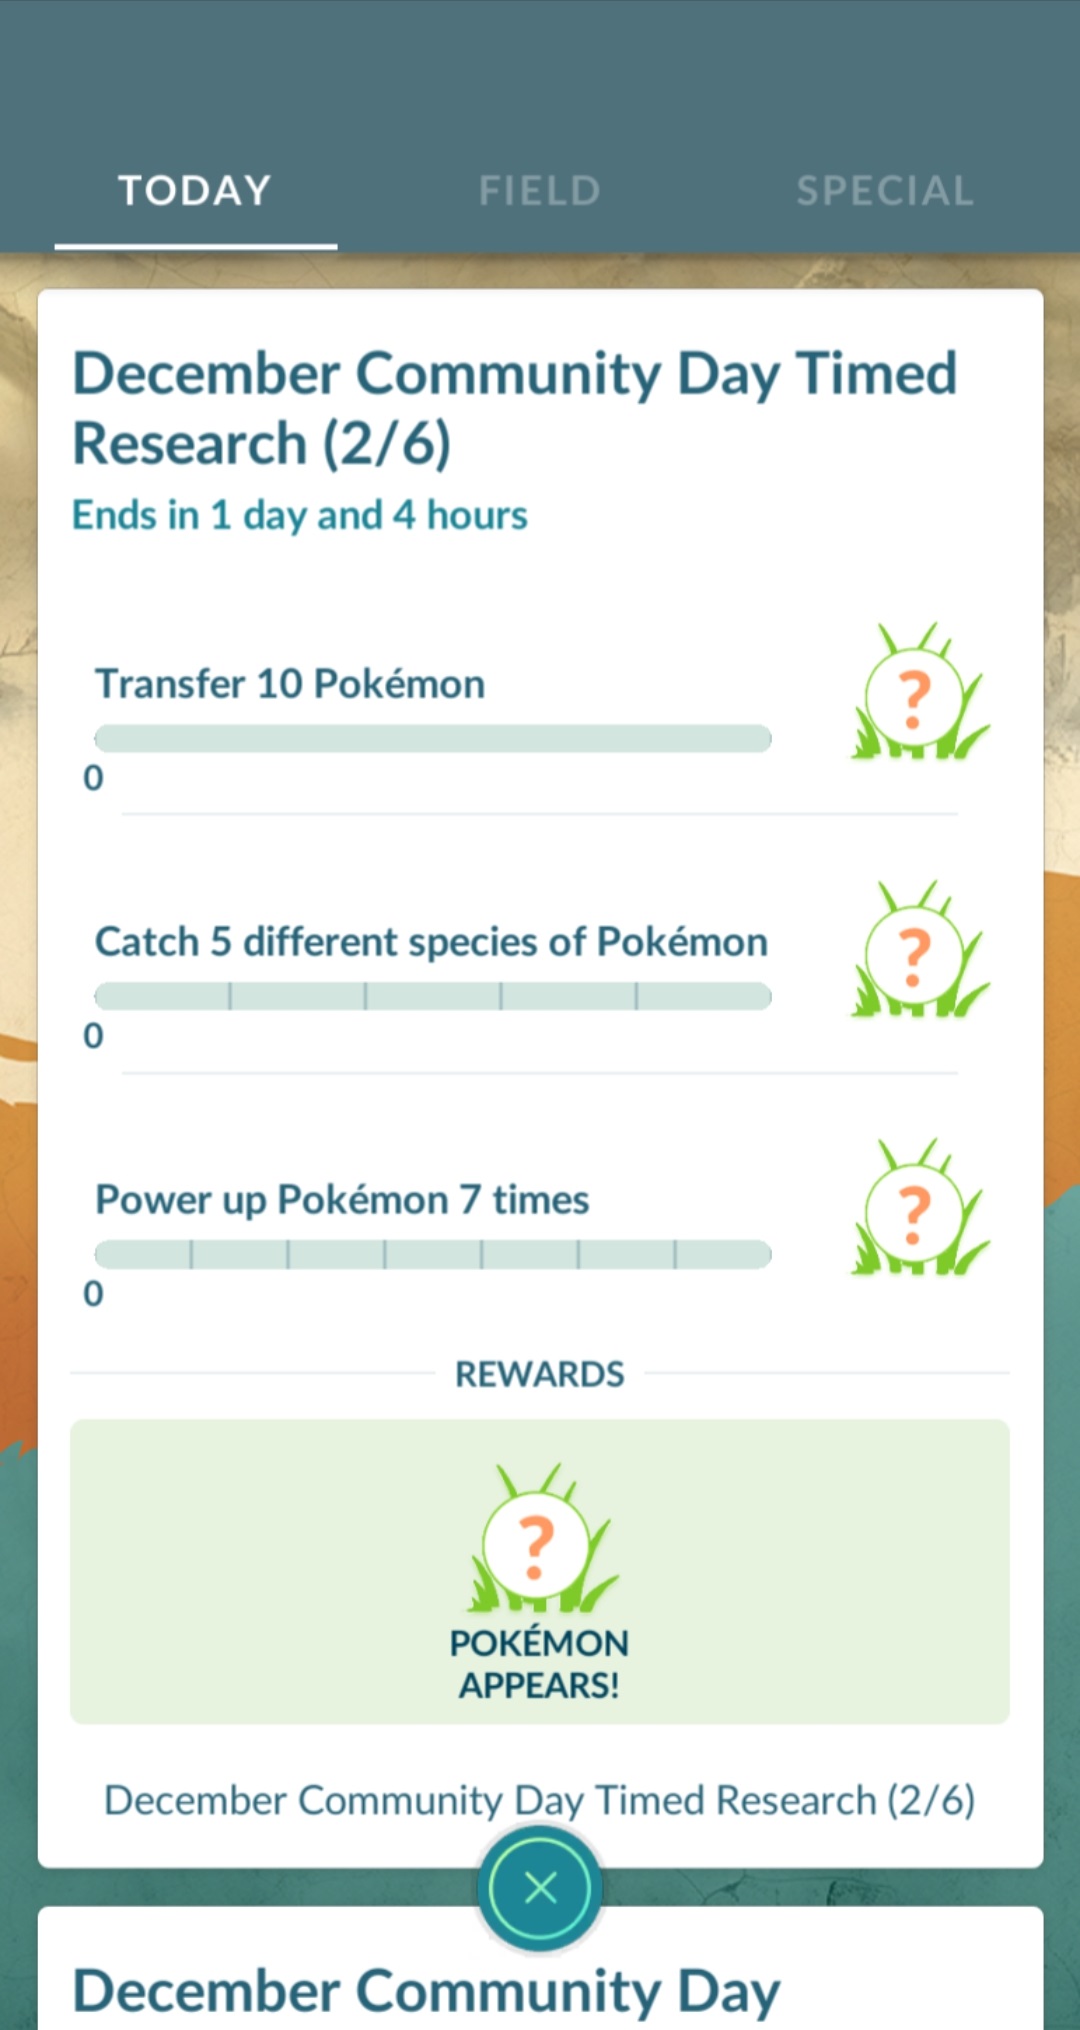 TODAY
FIELD
SPECIAL
December Community Day Timed
Research (2/6)
Ends in 1 day and 4 hours
Transfer 10 Pokémon
0
?
Catch 5 different species of Pokémon
0
?
Power up Pokémon 7 times
0
?
REWARDS
?
POKÉMON
APPEARS!
December Community Day Timed Research (2/6)
December Community Day